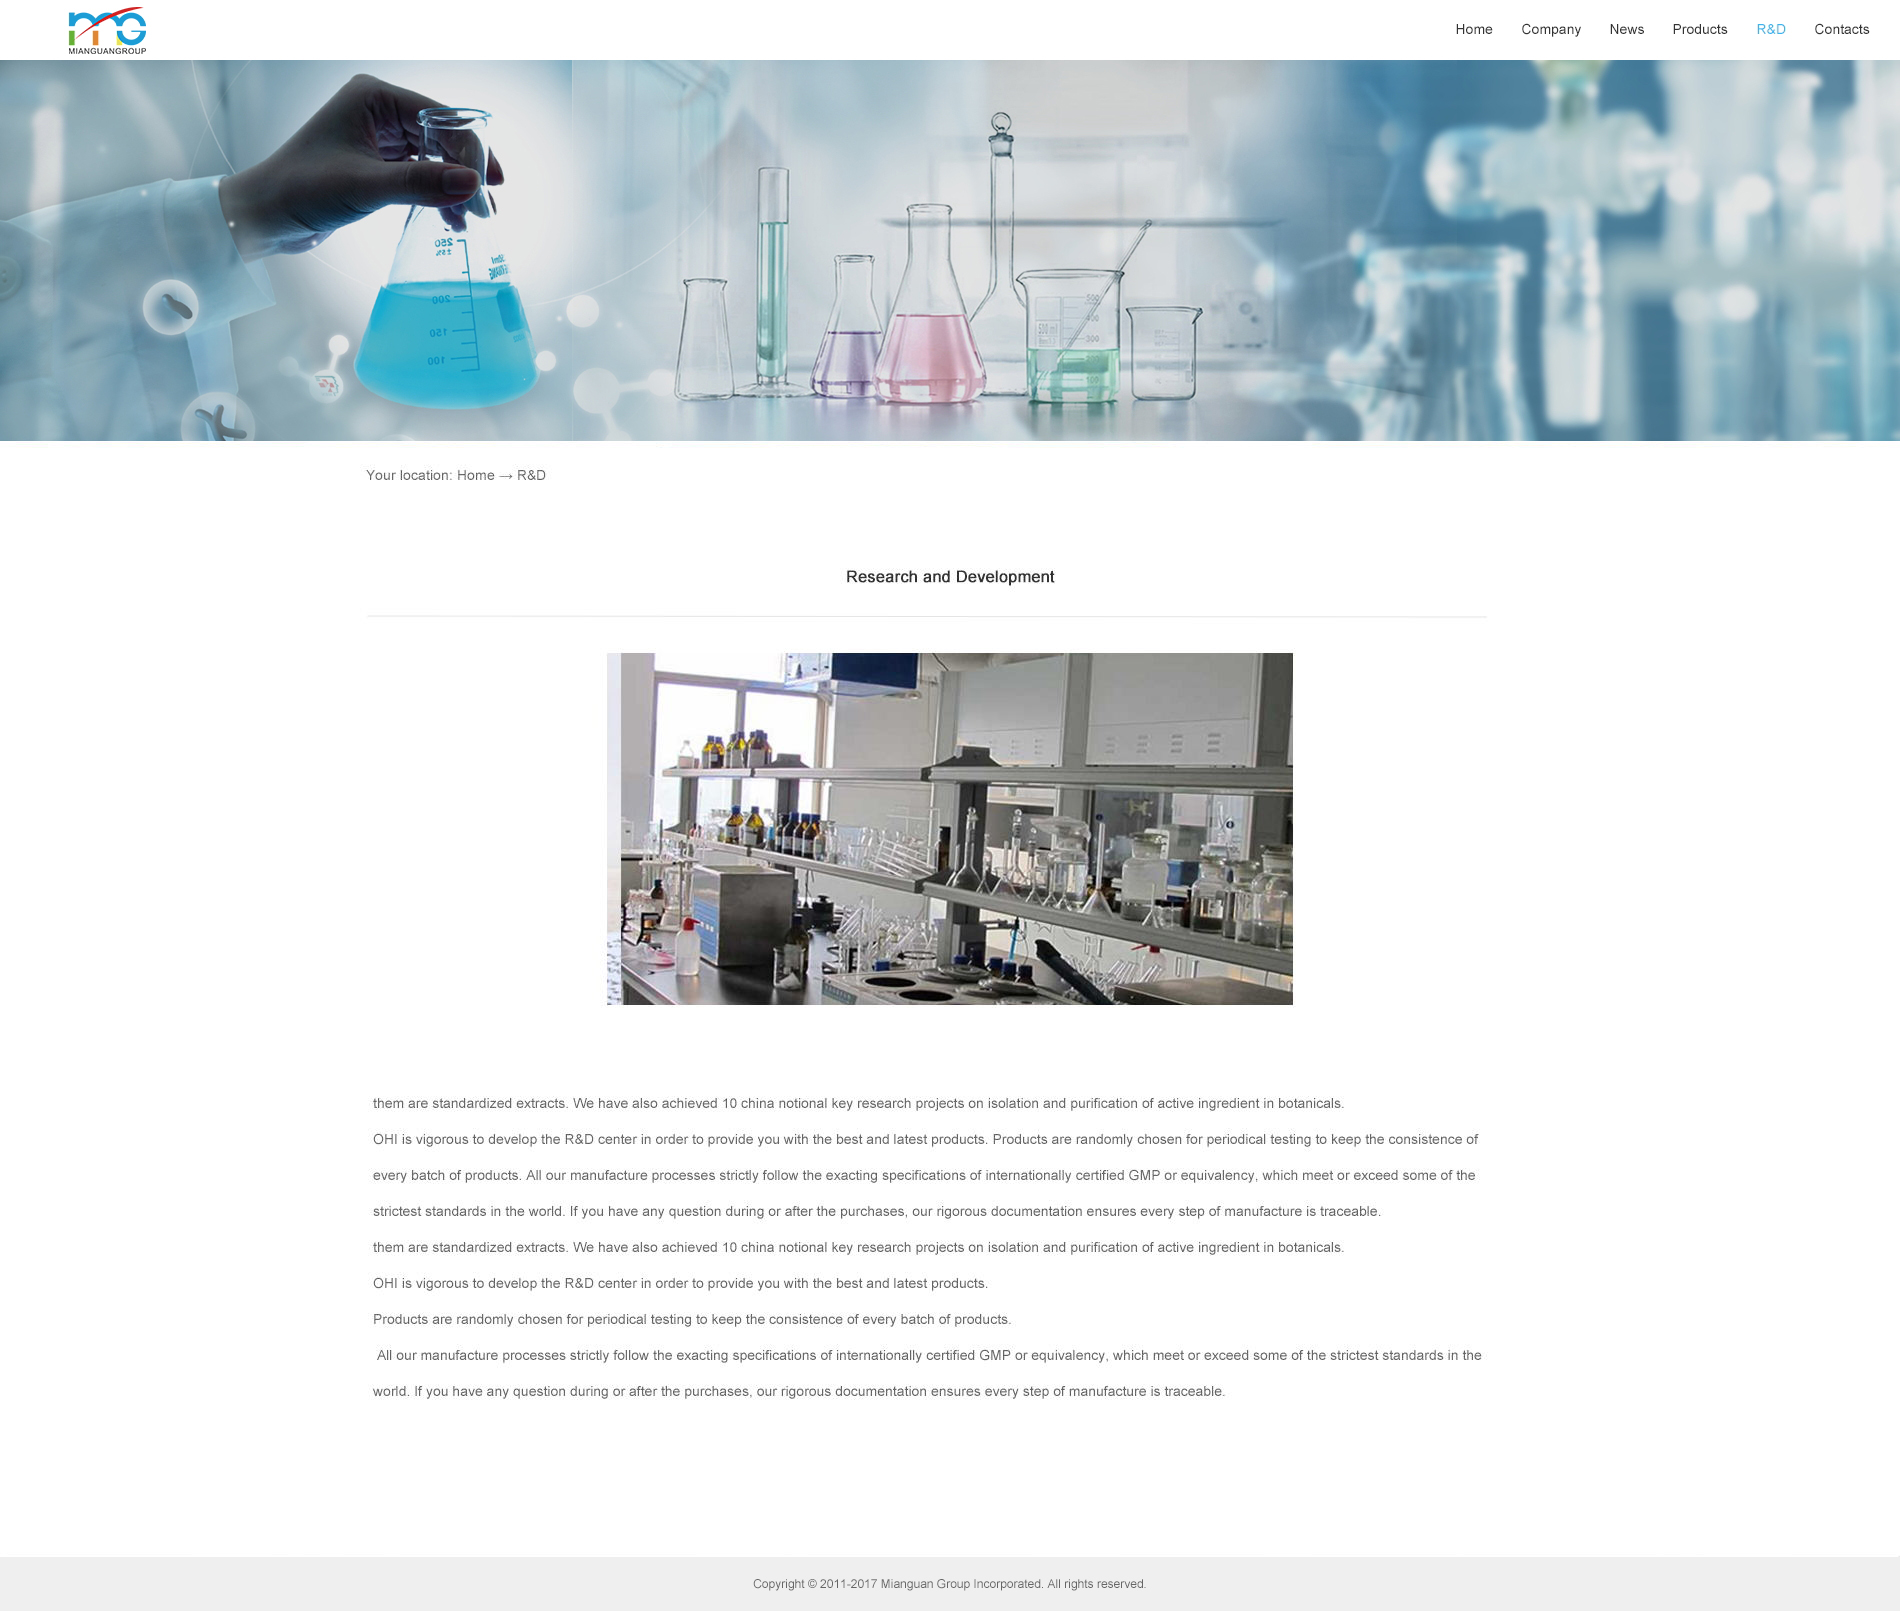 MIANGUANGROUP
Home Company News Products R&D Contacts
250
±5%
200
150
100
500
400
500 ml
300
100
Your location: Home → R&D
Research and Development
them are standardized extracts. We have also achieved 10 china notional key research projects on isolation and purification of active ingredient in botanicals.
OHI is vigorous to develop the R&D center in order to provide you with the best and latest products. Products are randomly chosen for periodical testing to keep the consistence of
every batch of products. All our manufacture processes strictly follow the exacting specifications of internationally certified GMP or equivalency, which meet or exceed some of the
strictest standards in the world. If you have any question during or after the purchases, our rigorous documentation ensures every step of manufacture is traceable.
them are standardized extracts. We have also achieved 10 china notional key research projects on isolation and purification of active ingredient in botanicals.
OHI is vigorous to develop the R&D center in order to provide you with the best and latest products.
Products are randomly chosen for periodical testing to keep the consistence of every batch of products.
All our manufacture processes strictly follow the exacting specifications of internationally certified GMP or equivalency, which meet or exceed some of the strictest standards in the
world. If you have any question during or after the purchases, our rigorous documentation ensures every step of manufacture is traceable.
Copyright © 2011-2017 Mianguan Group Incorporated. All rights reserved.